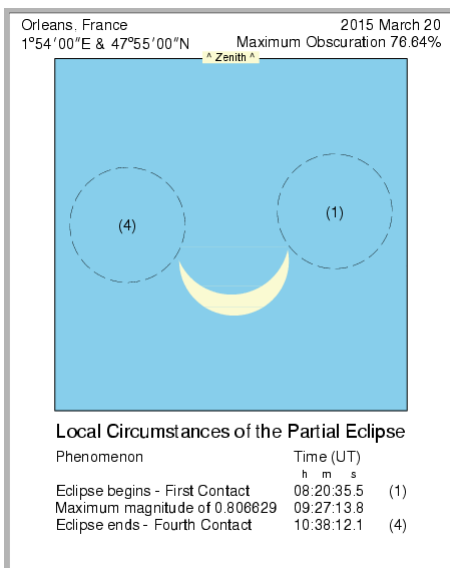 Orleans, France 2015 March 20
1°54′00″E & 47°55′00″N Maximum Obscuration 76.64%
^ Zenith ^
(1)
(4)
Local Circumstances of the Partial Eclipse
Phenomenon Time (UT)
h m s
Eclipse begins - First Contact 08:20:35.5 (1)
Maximum magnitude of 0.806629 09:27:13.8
Eclipse ends - Fourth Contact 10:38:12.1 (4)